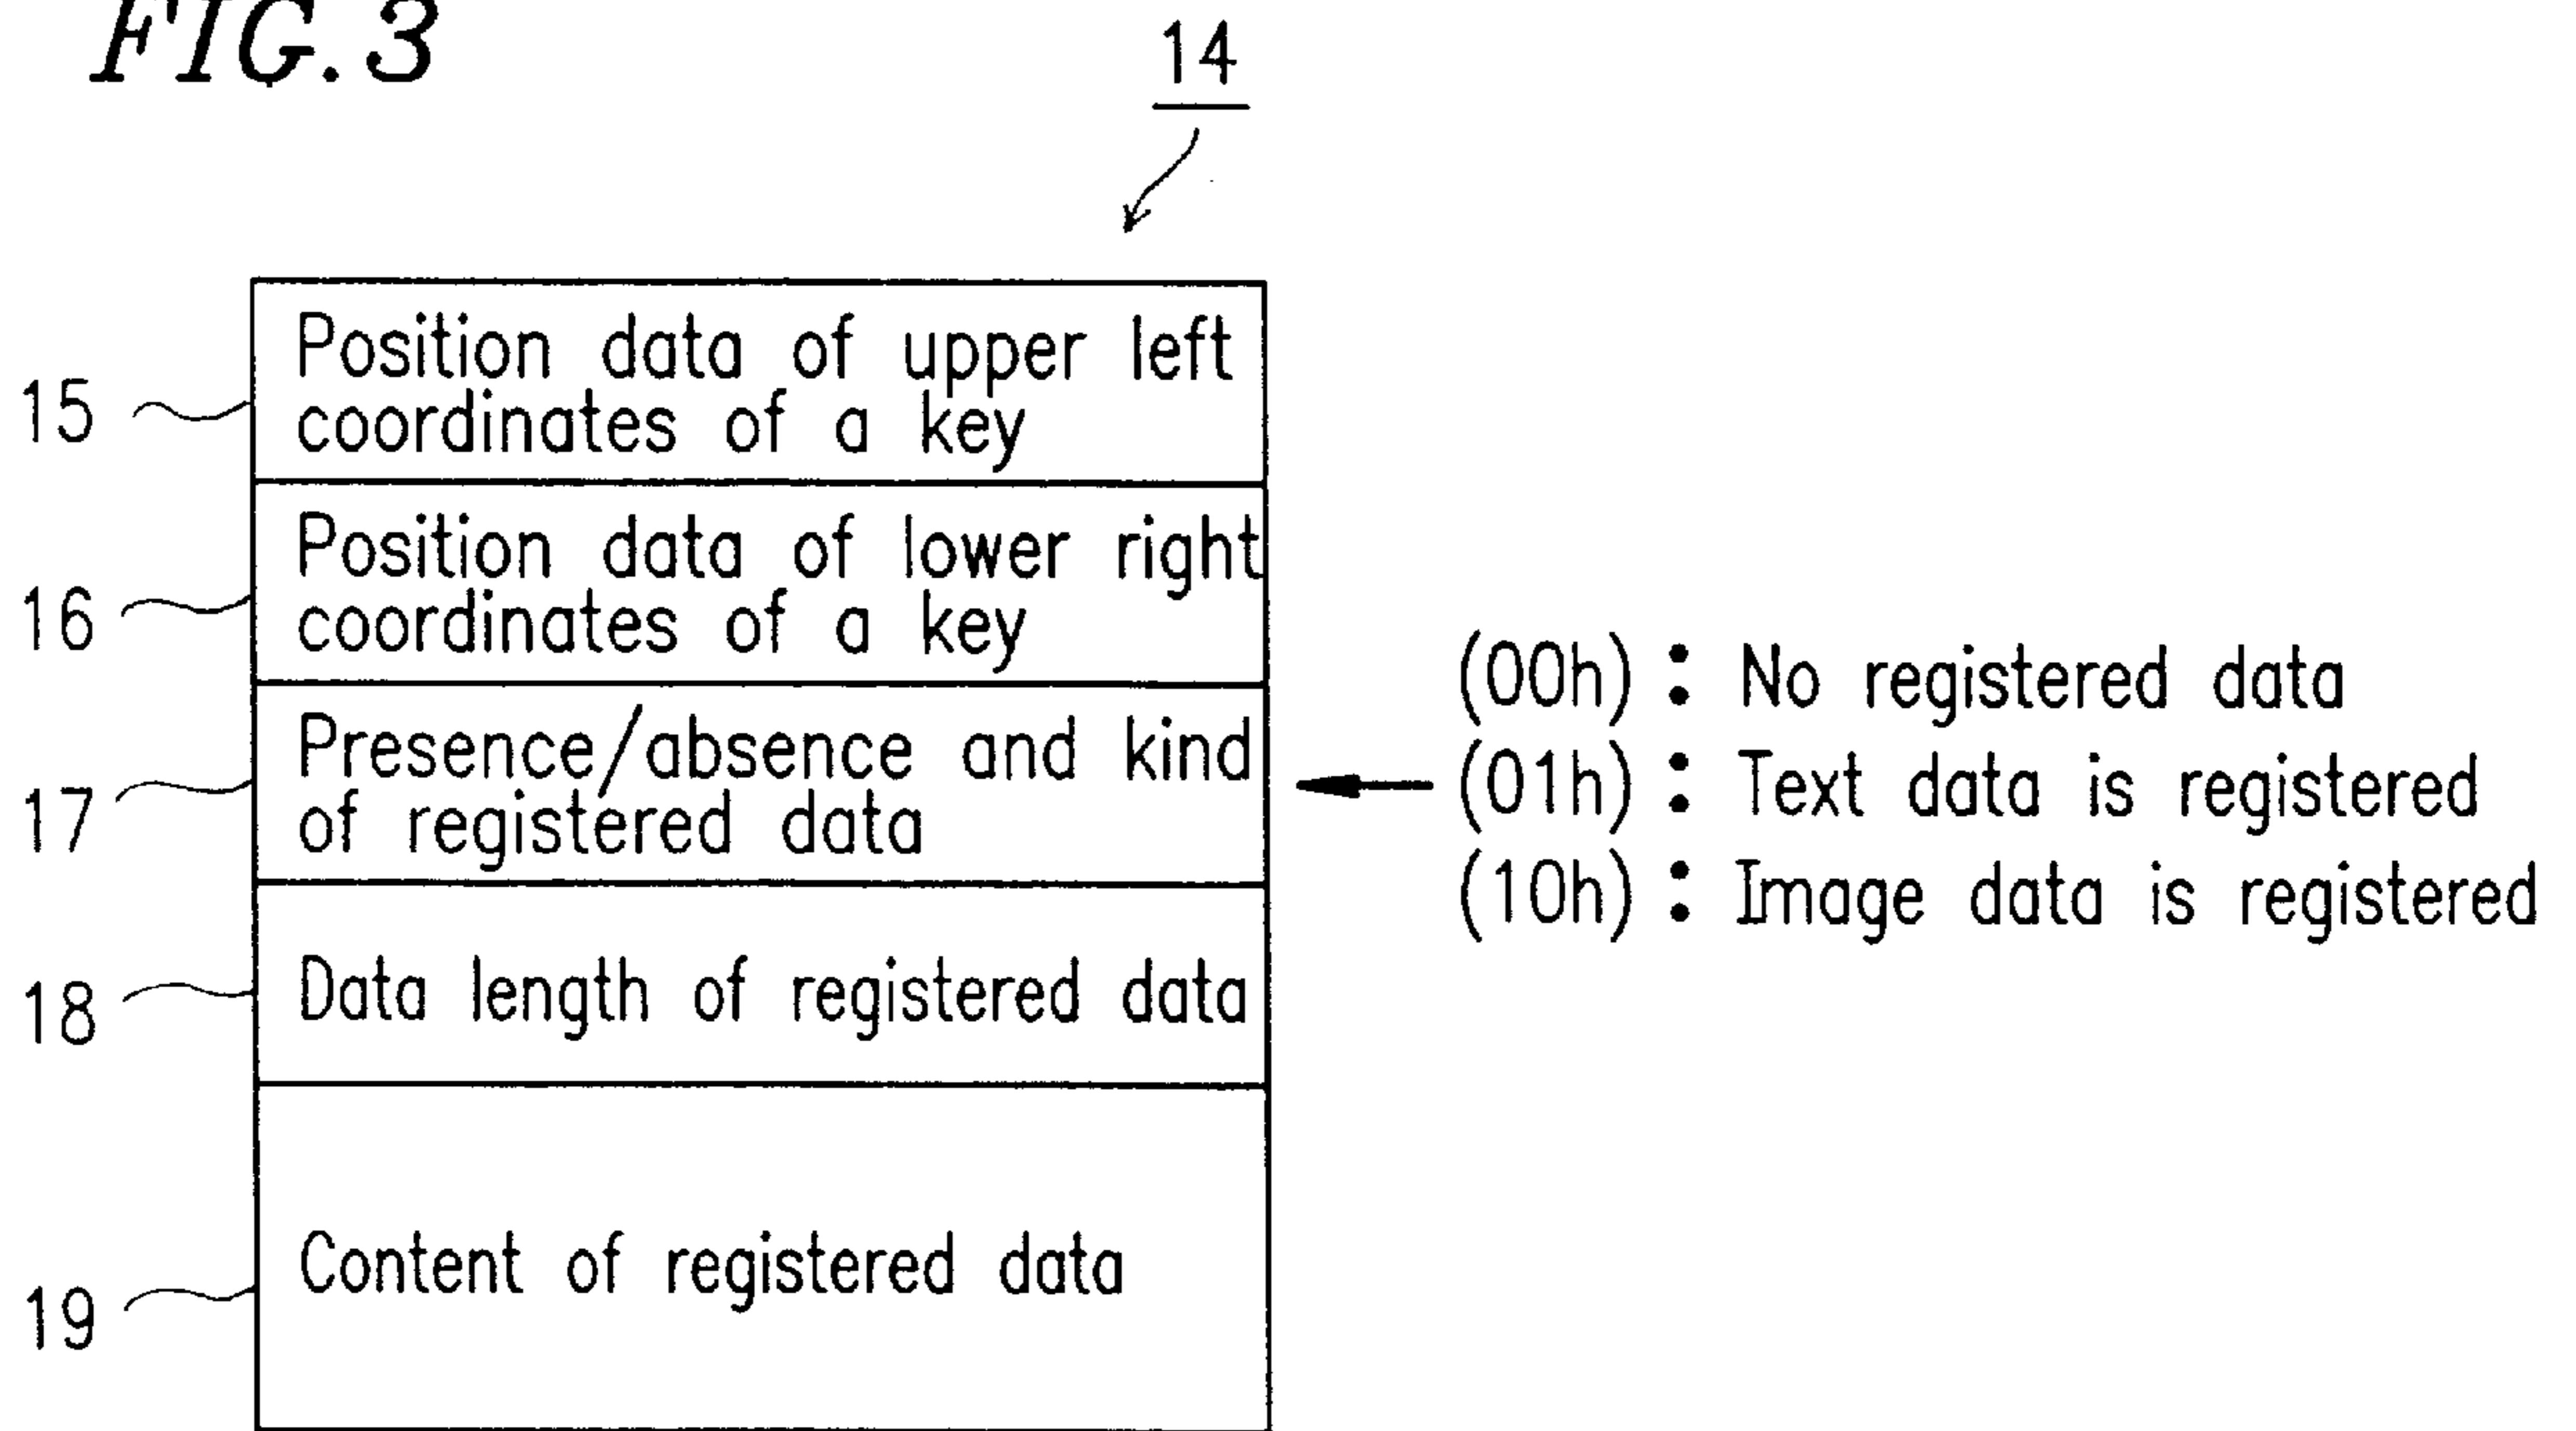 FIG. 3
14
15
Position data of upper left
coordinates of a key
16
Position data of lower right
coordinates of a key
17
Presence/absence and kind
of registered data
(00h) : No registered data
(01h) : Text data is registered
(10h) : Image data is registered
18
Data length of registered data
19
Content of registered data